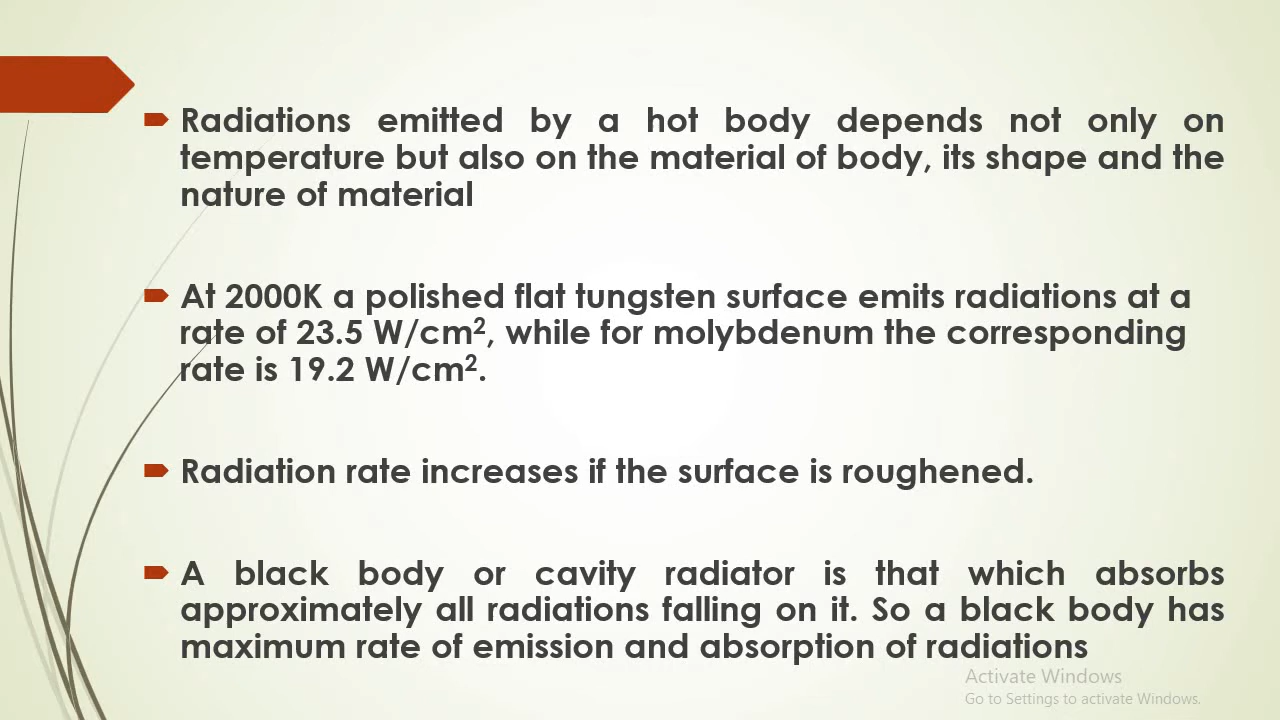 Radiations emitted by a hot body depends not only on
temperature but also on the material of body, its shape and the
nature of material
At 2000K a polished flat tungsten surface emits radiations at a
rate of 23.5 W/cm², while for molybdenum the corresponding
rate is 19.2 W/cm².
Radiation rate increases if the surface is roughened.
A black body or cavity radiator is that which absorbs
approximately all radiations falling on it. So a black body has
maximum rate of emission and absorption of radiations
Activate Windows
Go to Settings to activate Windows.